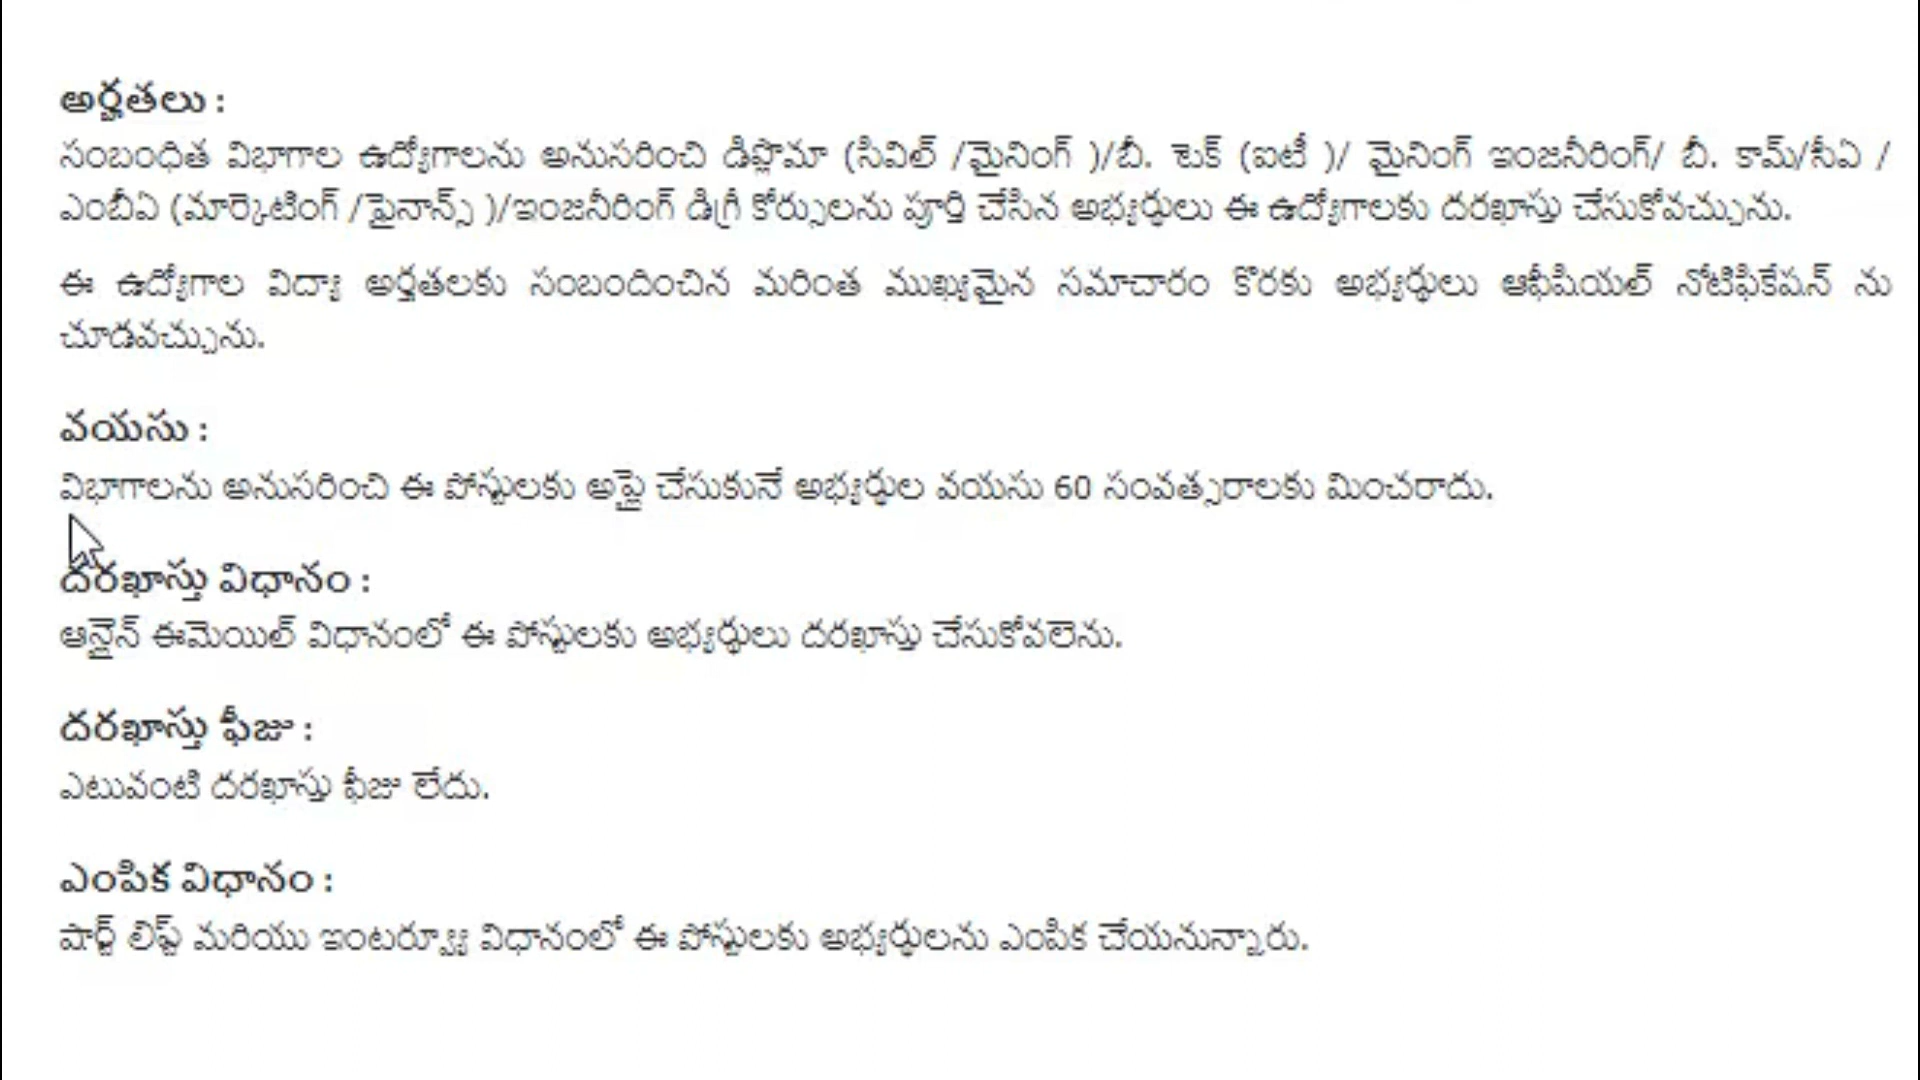 అర్హతలు :
సంబంధిత విభాగాల ఉద్యోగాలను అనుసరించి డిప్లొమా (సివిల్ /మైనింగ్ )/బీ. టెక్ (ఐటీ )/ మైనింగ్ ఇంజనీరింగ్/ బీ. కామ్/సీఏ /
ఎంబీఏ (మార్కెటింగ్ /ఫైనాన్స్ )/ఇంజనీరింగ్ డిగ్రీ కోర్సులను పూర్తి చేసిన అభ్యర్థులు ఈ ఉద్యోగాలకు దరఖాస్తు చేసుకోవచ్చును.
ఈ ఉద్యోగాల విద్యా అర్హతలకు సంబందించిన మరింత ముఖ్యమైన సమాచారం కొరకు అభ్యర్థులు ఆఫీషియల్ నోటిఫికేషన్ ను
చూడవచ్చును.
వయసు :
విభాగాలను అనుసరించి ఈ పోస్టులకు అప్లై చేసుకునే అభ్యర్థుల వయసు 60 సంవత్సరాలకు మించరాదు.
దరఖాస్తు విధానం :
ఆన్లైన్ ఈమెయిల్ విధానంలో ఈ పోస్టులకు అభ్యర్థులు దరఖాస్తు చేసుకోవలెను.
దరఖాస్తు ఫీజు :
ఎటువంటి దరఖాస్తు ఫీజు లేదు.
ఎంపిక విధానం :
షార్ట్ లిఫ్ట్ మరియు ఇంటర్వ్యూ విధానంలో ఈ పోస్టులకు అభ్యర్థులను ఎంపిక చేయనున్నారు.